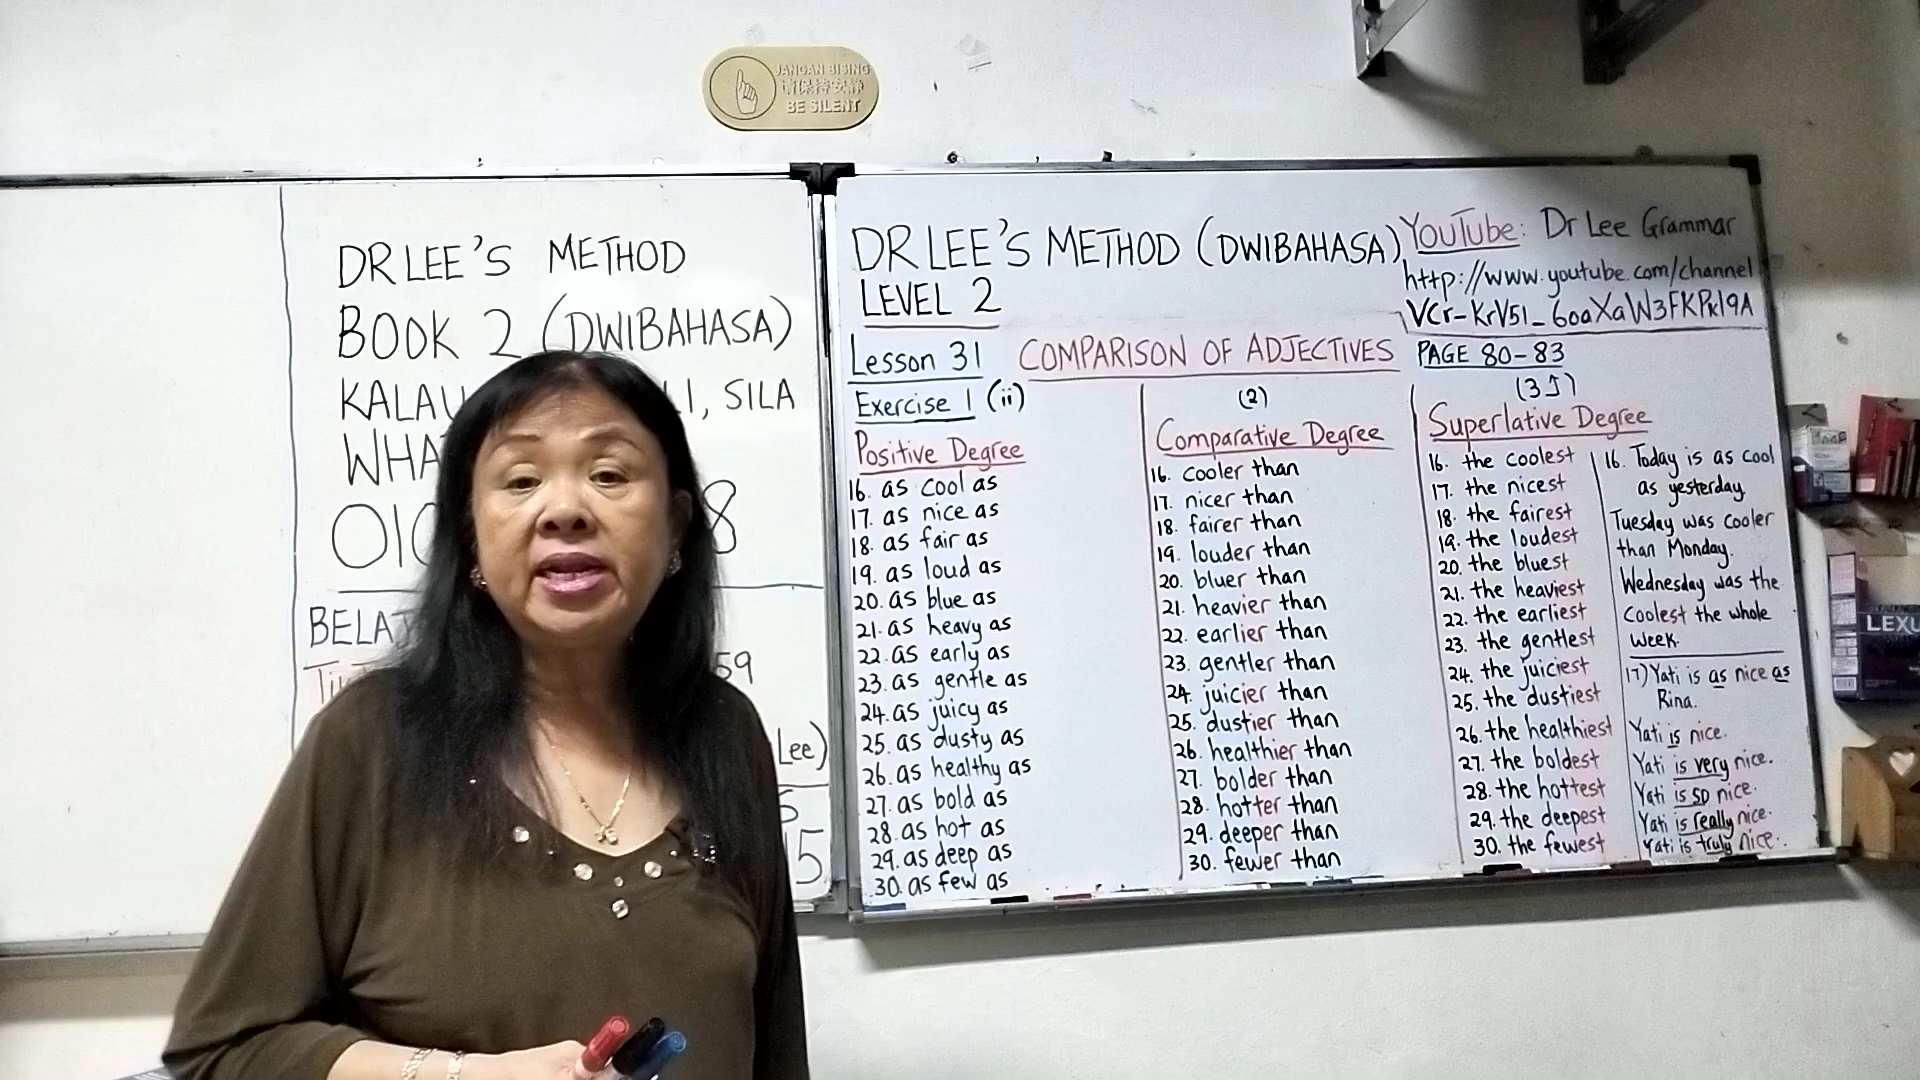 JANGAN BISING
请保持安静
BE SILENT
DR LEE'S METHOD
BOOK 2 (DWIBAHASA)
KALAU LI, SILA
WHA
010 8
BELA
59
Lee)
5
15
DR LEE'S METHOD (DWIBAHASA)
LEVEL 2
YouTube: Dr Lee Grammar
http://www.youtube.com/channel
VCr-KrV51_6oaXaW3FKPk19A
Lesson 31 COMPARISON OF ADJECTIVES PAGE 80-83
Exercise 1 (ii)
Positive Degree
16. as cool as
17. as nice as
18. as fair as
19. as loud as
20. as blue as
21. as heavy as
22. as early as
23. as gentle as
24. as juicy as
25. as dusty as
26. as healthy as
27. as bold as
28. as hot as
29. as deep as
30. as few as
(2)
Comparative Degree
16. cooler than
17. nicer than
18. fairer than
19. louder than
20. bluer than
21. heavier than
22. earlier than
23. gentler than
24. juicier than
25. dustier than
26. healthier than
27. bolder than
28. hotter than
29. deeper than
30. fewer than
Superlative Degree
16. the coolest
17. the nicest
18. the fairest
19. the loudest
20. the bluest
21. the heaviest
22. the earliest
23. the gentlest
24. the juiciest
25. the dustiest
26. the healthiest
27. the boldest
28. the hottest
29. the deepest
30. the fewest
16. Today is as cool
as yesterday.
Tuesday was cooler
than Monday.
Wednesday was the
coolest the whole
week.
17) Yati is as nice as
Rina.
Yati is nice.
Yati is very nice.
Yati is so nice.
Yati is really nice.
Yati is truly nice.
LEXU